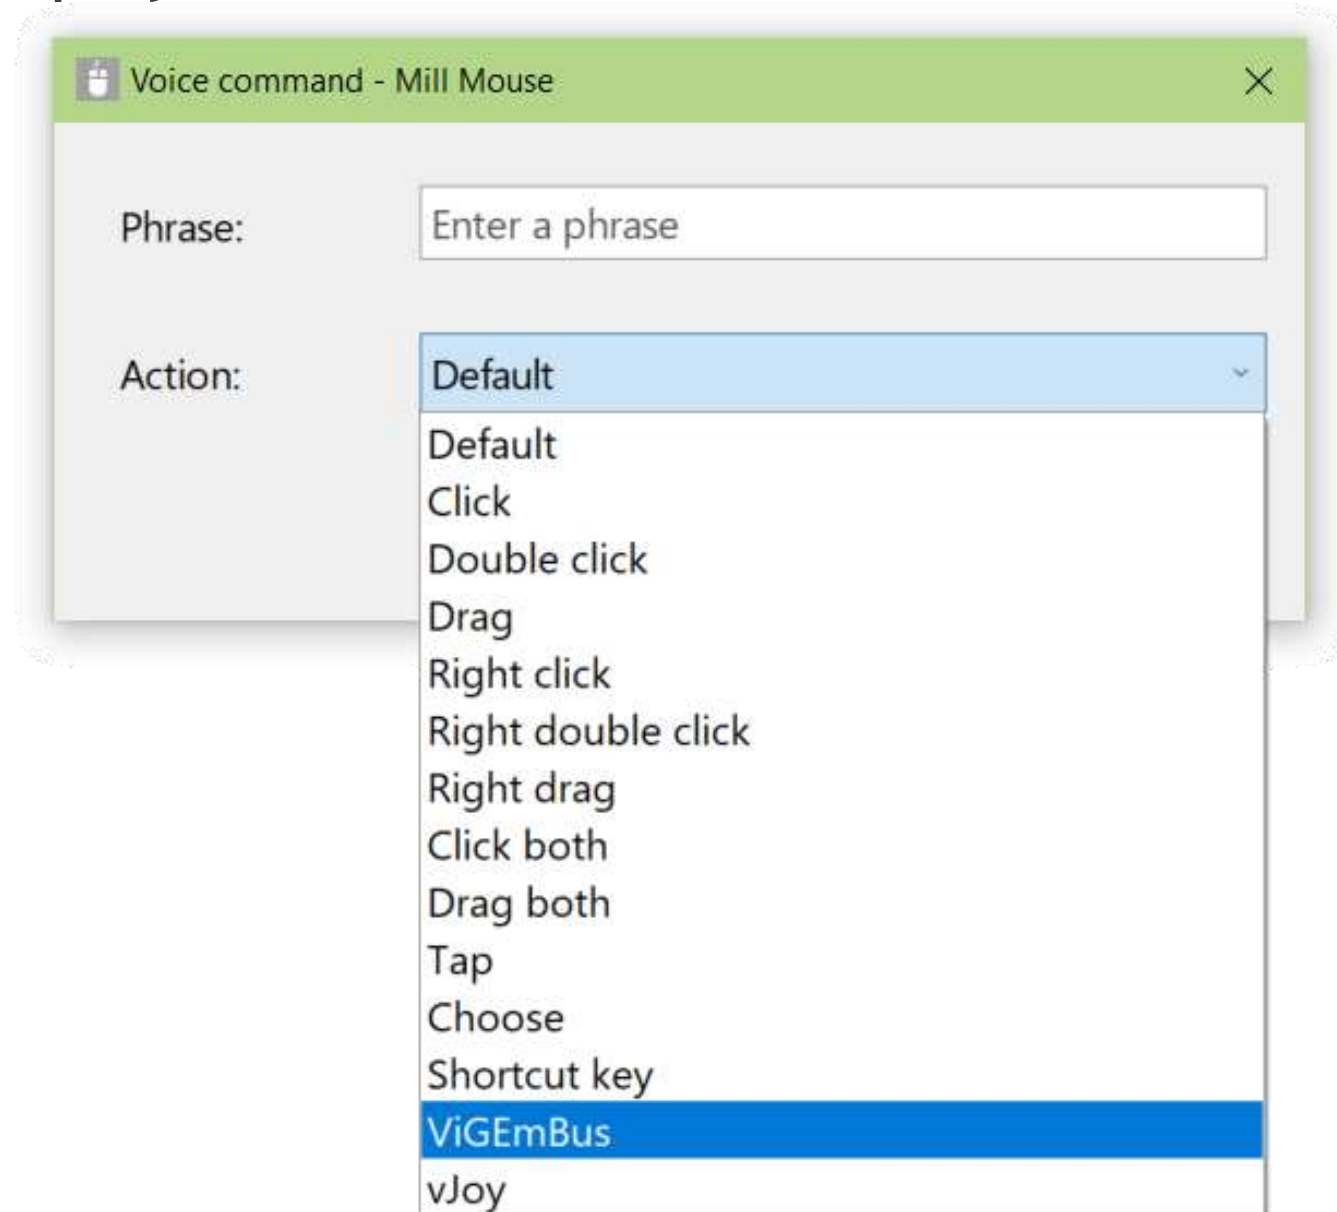 Voice command - Mill Mouse
Phrase: Enter a phrase
Action: Default
Default
Click
Double click
Drag
Right click
Right double click
Right drag
Click both
Drag both
Tap
Choose
Shortcut key
ViGEmBus
vJoy